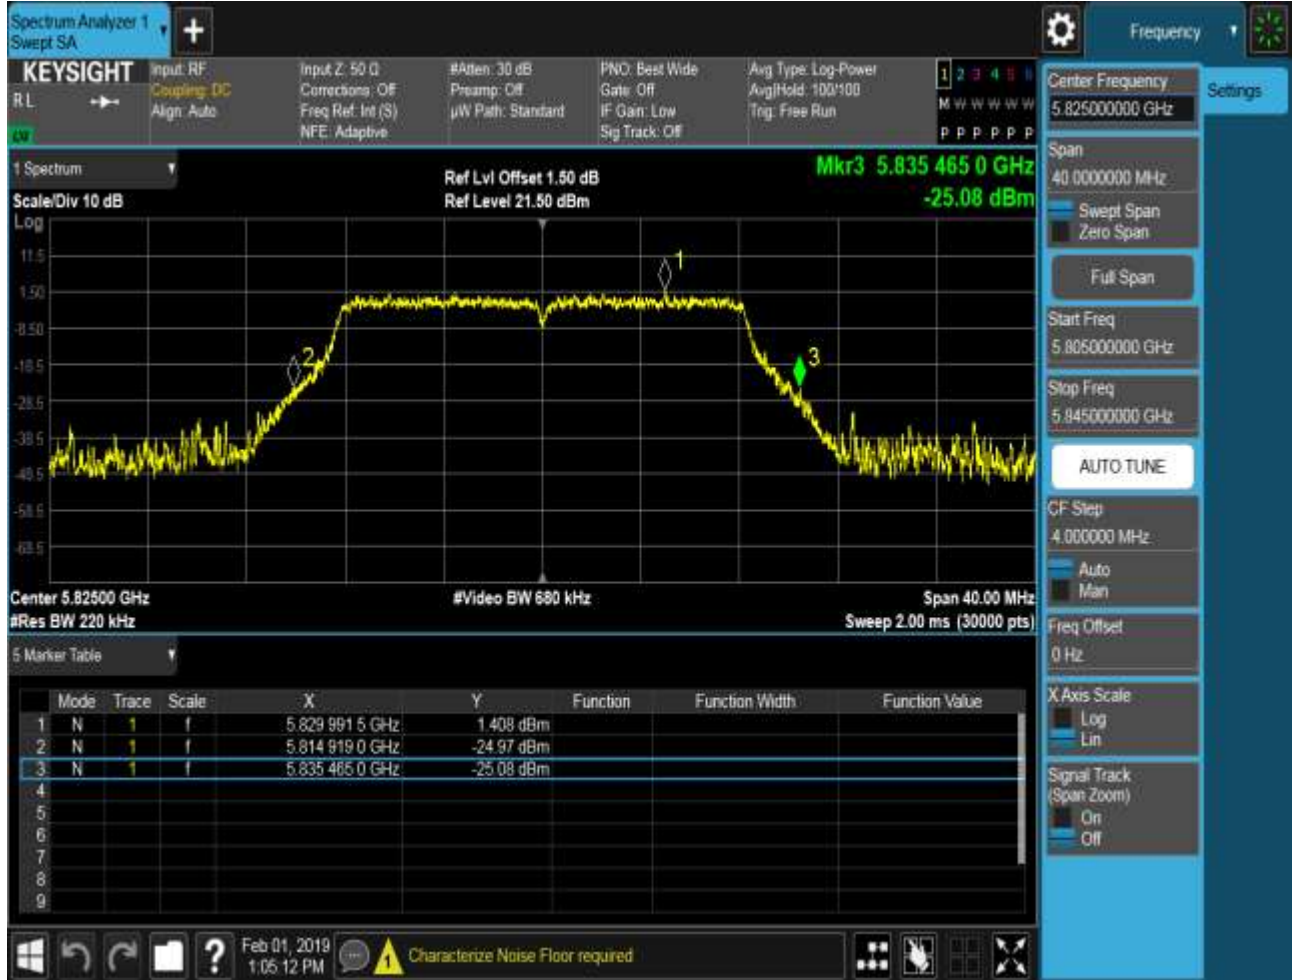 Spectrum Analyzer 1
Swept SA
Frequency
KEYSIGHT
RL
Input: RF
Coupling: DC
Align: Auto
Input Z: 50 Ω
Corrections: Off
Freq Ref: Int (S)
NFE: Adaptive
#Atten: 30 dB
Preamp: Off
µW Path: Standard
PNO: Best Wide
Gate: Off
IF Gain: Low
Sig Track: Off
Avg Type: Log-Power
Avg|Hold: 100/100
Trig: Free Run
1 2 3 4 5 6
M W W W W W
P P P P P P
1 Spectrum
Scale/Div 10 dB
Log
Ref Lvl Offset 1.50 dB
Ref Level 21.50 dBm
Mkr3 5.835 465 0 GHz
-25.08 dBm
11.5
1.50
-8.50
-18.5
-28.5
-38.5
-48.5
-58.5
-68.5
1
2
3
Center 5.82500 GHz
#Res BW 220 kHz
#Video BW 680 kHz
Span 40.00 MHz
Sweep 2.00 ms (30000 pts)
5 Marker Table
Mode Trace Scale X Y Function Function Width Function Value
1 N 1 f 5.829 991 5 GHz 1.408 dBm
2 N 1 f 5.814 919 0 GHz -24.97 dBm
3 N 1 f 5.835 465 0 GHz -25.08 dBm
4
5
6
7
8
9
Center Frequency
5.825000000 GHz
Settings
Span
40.0000000 MHz
Swept Span
Zero Span
Full Span
Start Freq
5.805000000 GHz
Stop Freq
5.845000000 GHz
AUTO TUNE
CF Step
4.000000 MHz
Auto
Man
Freq Offset
0 Hz
X Axis Scale
Log
Lin
Signal Track
(Span Zoom)
On
Off
?
Feb 01, 2019
1:05:12 PM
1
Characterize Noise Floor required